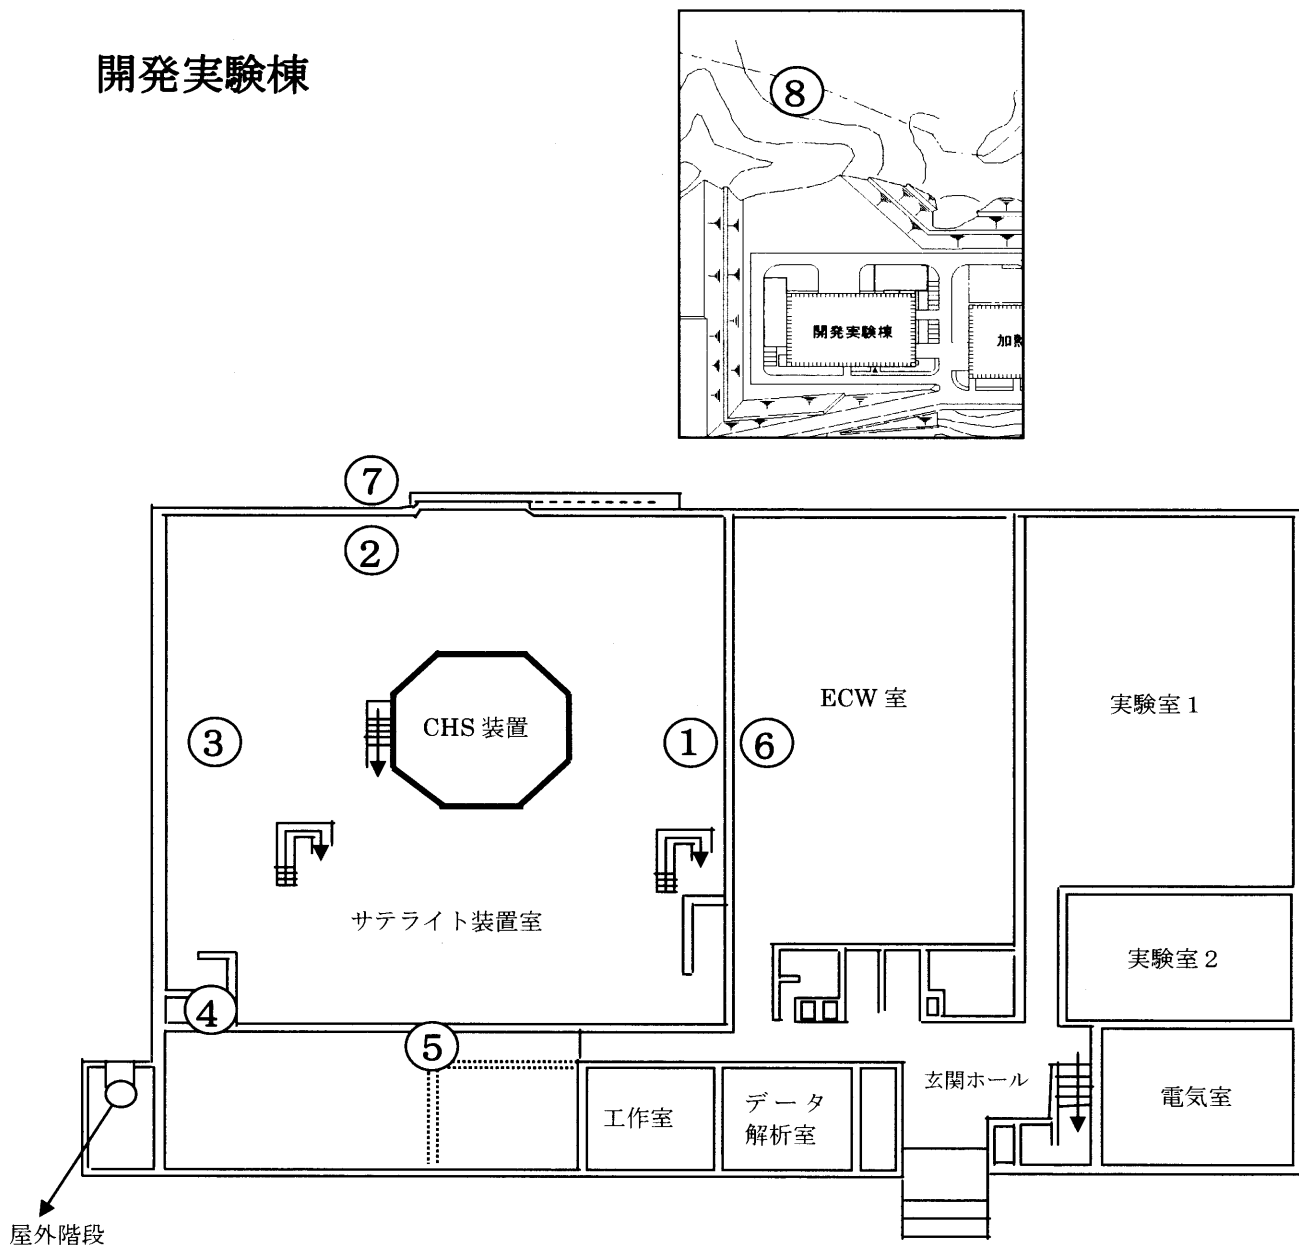 開発実験棟
⑧
開発実験棟
加熱
⑦
②
ECW 室
実験室 1
CHS 装置
③
①
⑥
サテライト装置室
実験室 2
④
⑤
玄関ホール
電気室
工作室
データ
解析室
屋外階段